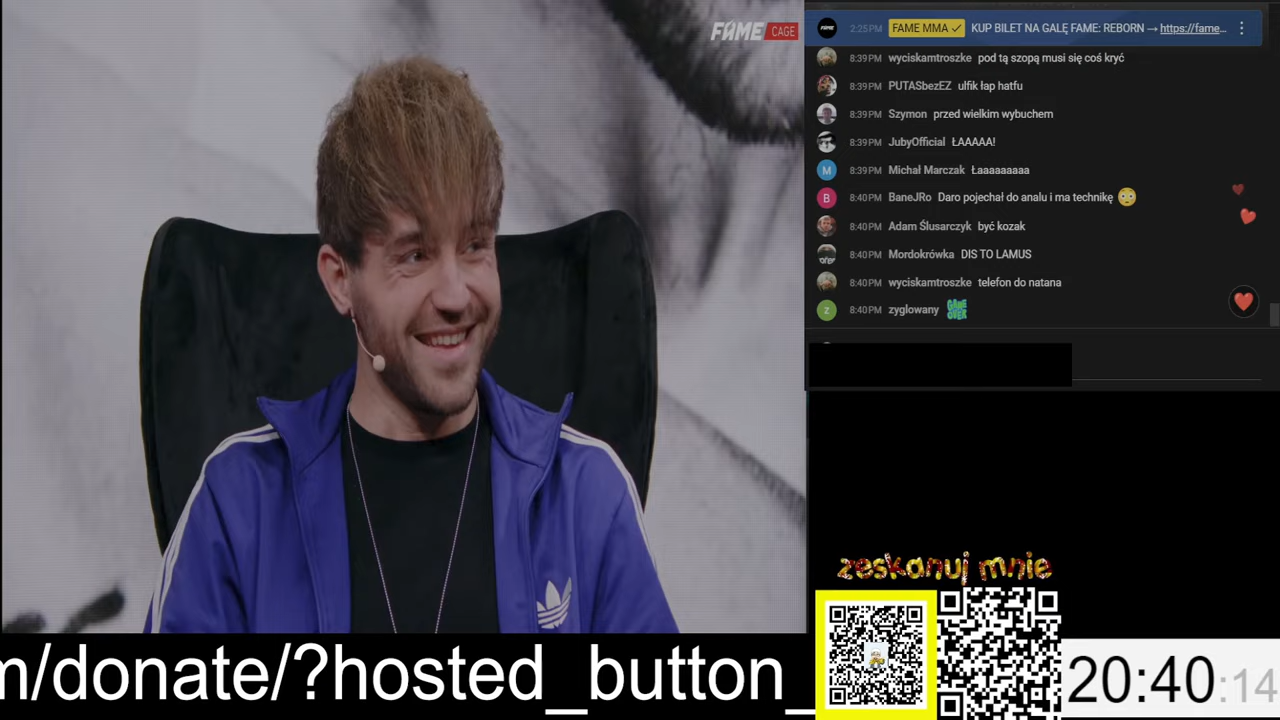 FAME CAGE
2:25 PM FAME MMA ✓ KUP BILET NA GALĘ FAME: REBORN → https://fame...
8:39 PM wyciskamtroszke pod tą szopą musi się coś kryć
8:39 PM PUTASbezEZ ulfik łap hatfu
8:39 PM Szymon przed wielkim wybuchem
8:39 PM JubyOfficial ŁAAAAA!
M 8:39 PM Michał Marczak Łaaaaaaaaa
B 8:40 PM BaneJRo Daro pojechał do analu i ma technikę 😳
8:40 PM Adam Ślusarczyk być kozak
8:40 PM Mordokrówka DIS TO LAMUS
8:40 PM wyciskamtroszke telefon do natana
z 8:40 PM zyglowany GAME OVER
zeskanuj mnie
m/donate/?hosted_button_
20:40:14